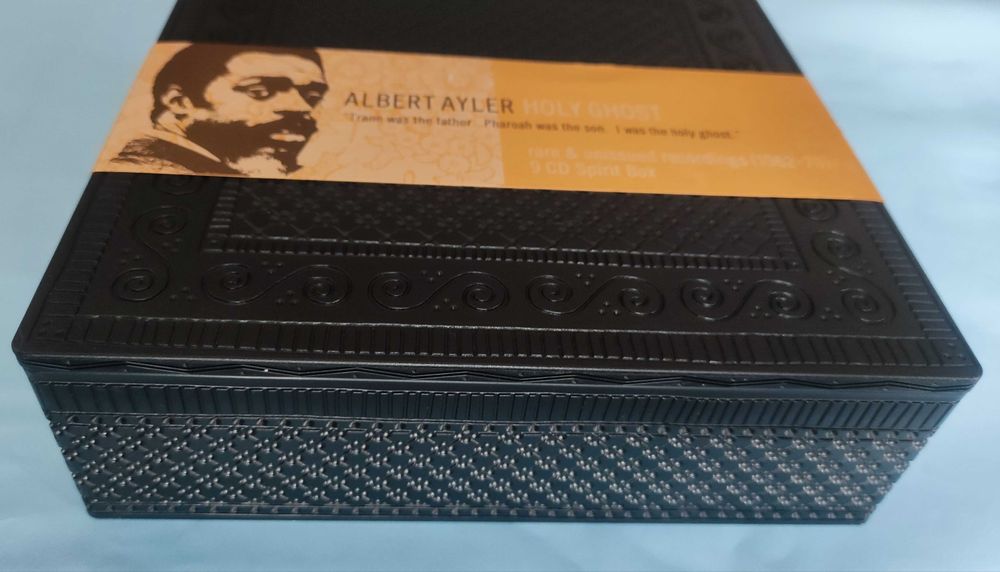 ALBERT AYLER HOLY GHOST
"Trane was the father. Pharoah was the son. I was the holy ghost."
rare & unissued recordings (1962-70)
9 CD Spirit Box